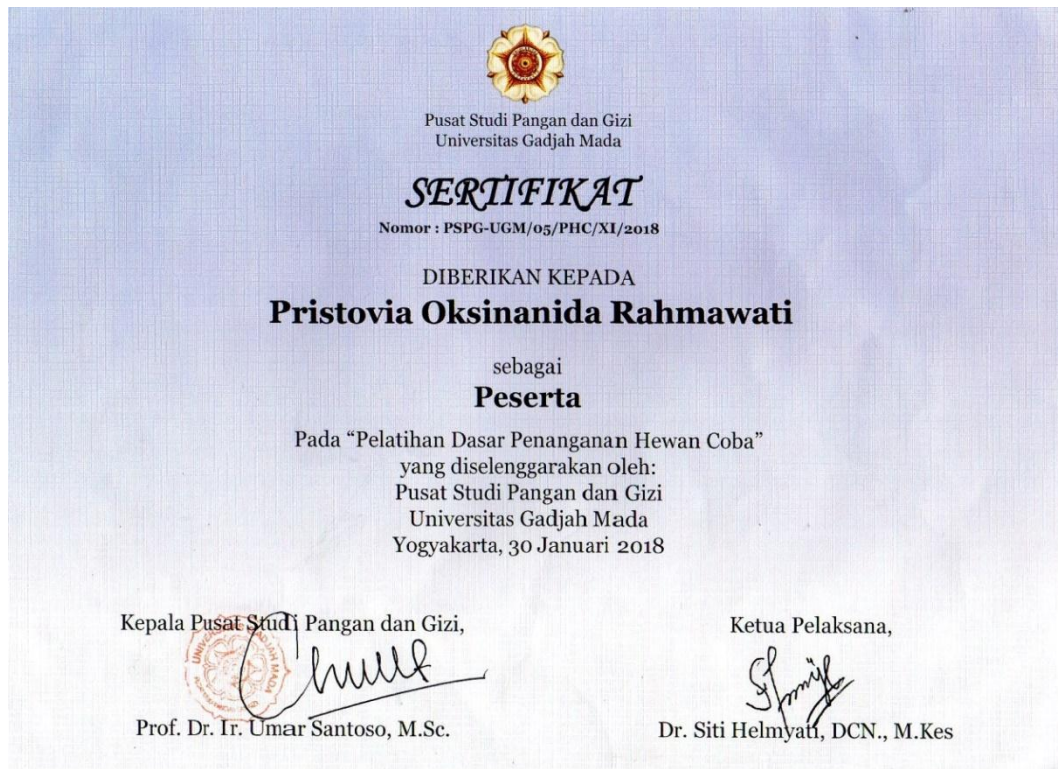 Pusat Studi Pangan dan Gizi
Universitas Gadjah Mada
SERTIFIKAT
Nomor : PSPG-UGM/05/PHC/XI/2018
DIBERIKAN KEPADA
Pristovia Oksinanida Rahmawati
sebagai
Peserta
Pada “Pelatihan Dasar Penanganan Hewan Coba”
yang diselenggarakan oleh:
Pusat Studi Pangan dan Gizi
Universitas Gadjah Mada
Yogyakarta, 30 Januari 2018
Kepala Pusat Studi Pangan dan Gizi,
Ketua Pelaksana,
UNIVERSITAS GADJAH MADA
Prof. Dr. Ir. Umar Santoso, M.Sc.
Dr. Siti Helmyati, DCN., M.Kes